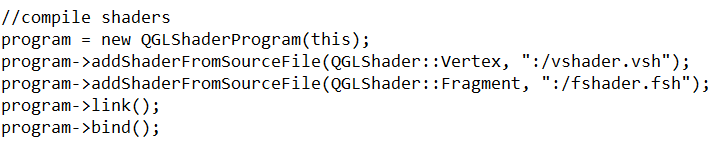 //compile shaders
program = new QGLShaderProgram(this);
program->addShaderFromSourceFile(QGLShader::Vertex, ":/vshader.vsh");
program->addShaderFromSourceFile(QGLShader::Fragment, ":/fshader.fsh");
program->link();
program->bind();